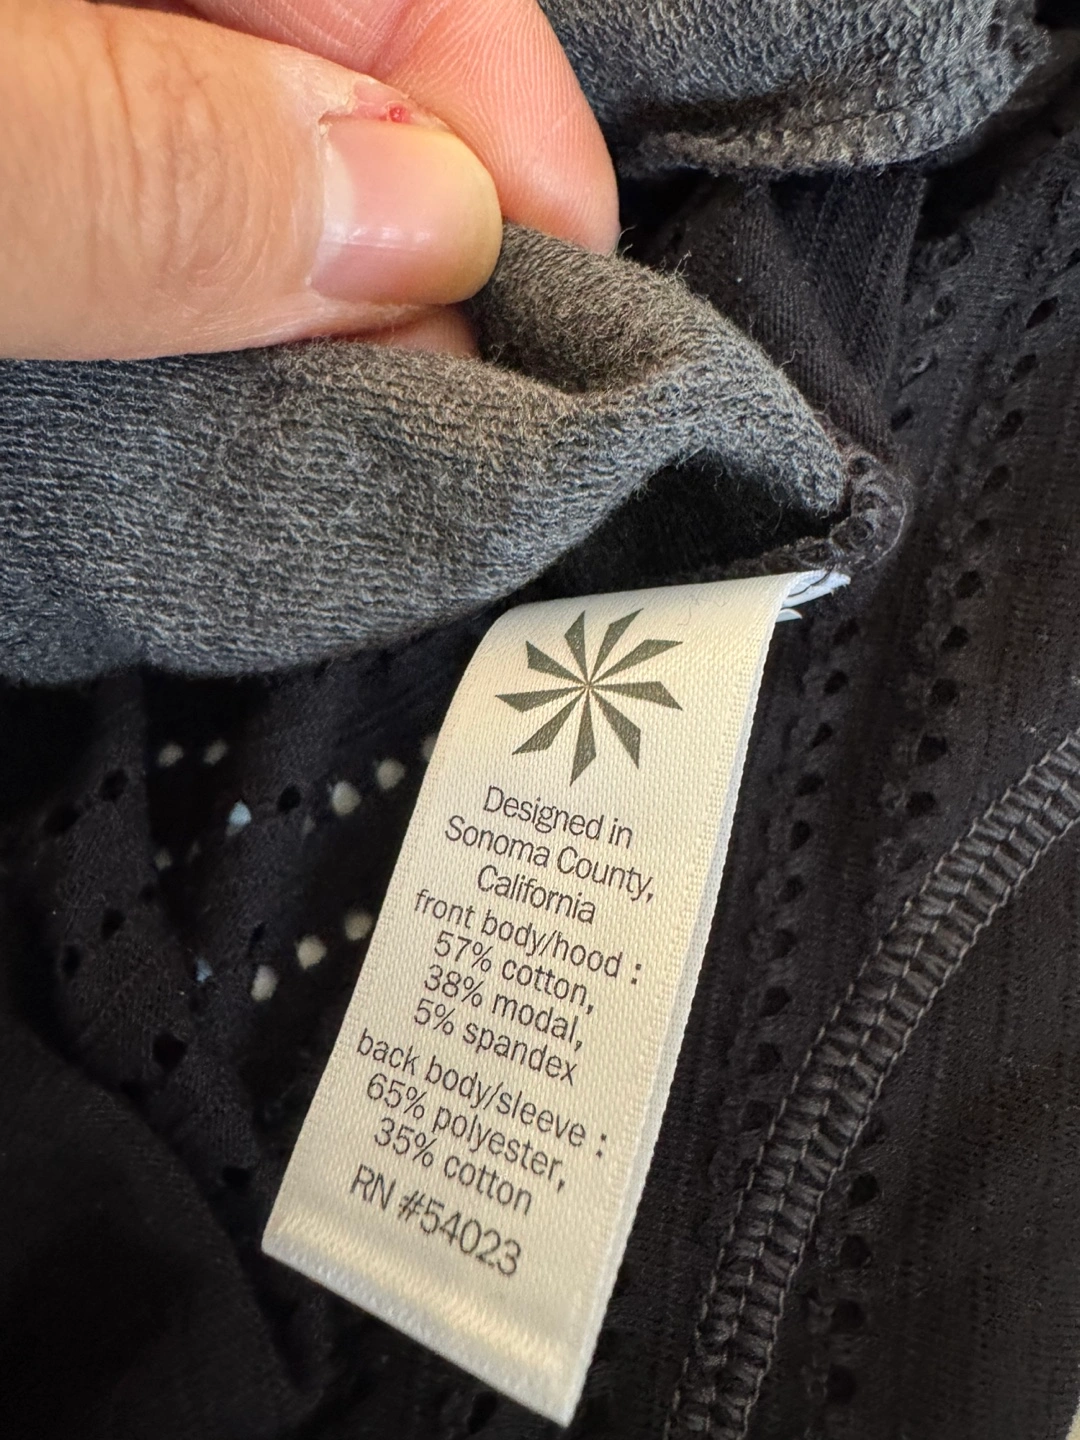 Designed in
Sonoma County,
California
front body/hood :
57% cotton,
38% modal,
5% spandex
back body/sleeve :
65% polyester,
35% cotton
RN #54023